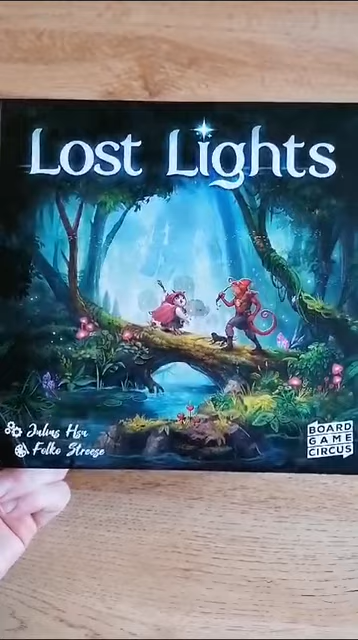 Lost Lights
Julius Hsu
Folko Streese
BOARD
GAME
CIRCUS